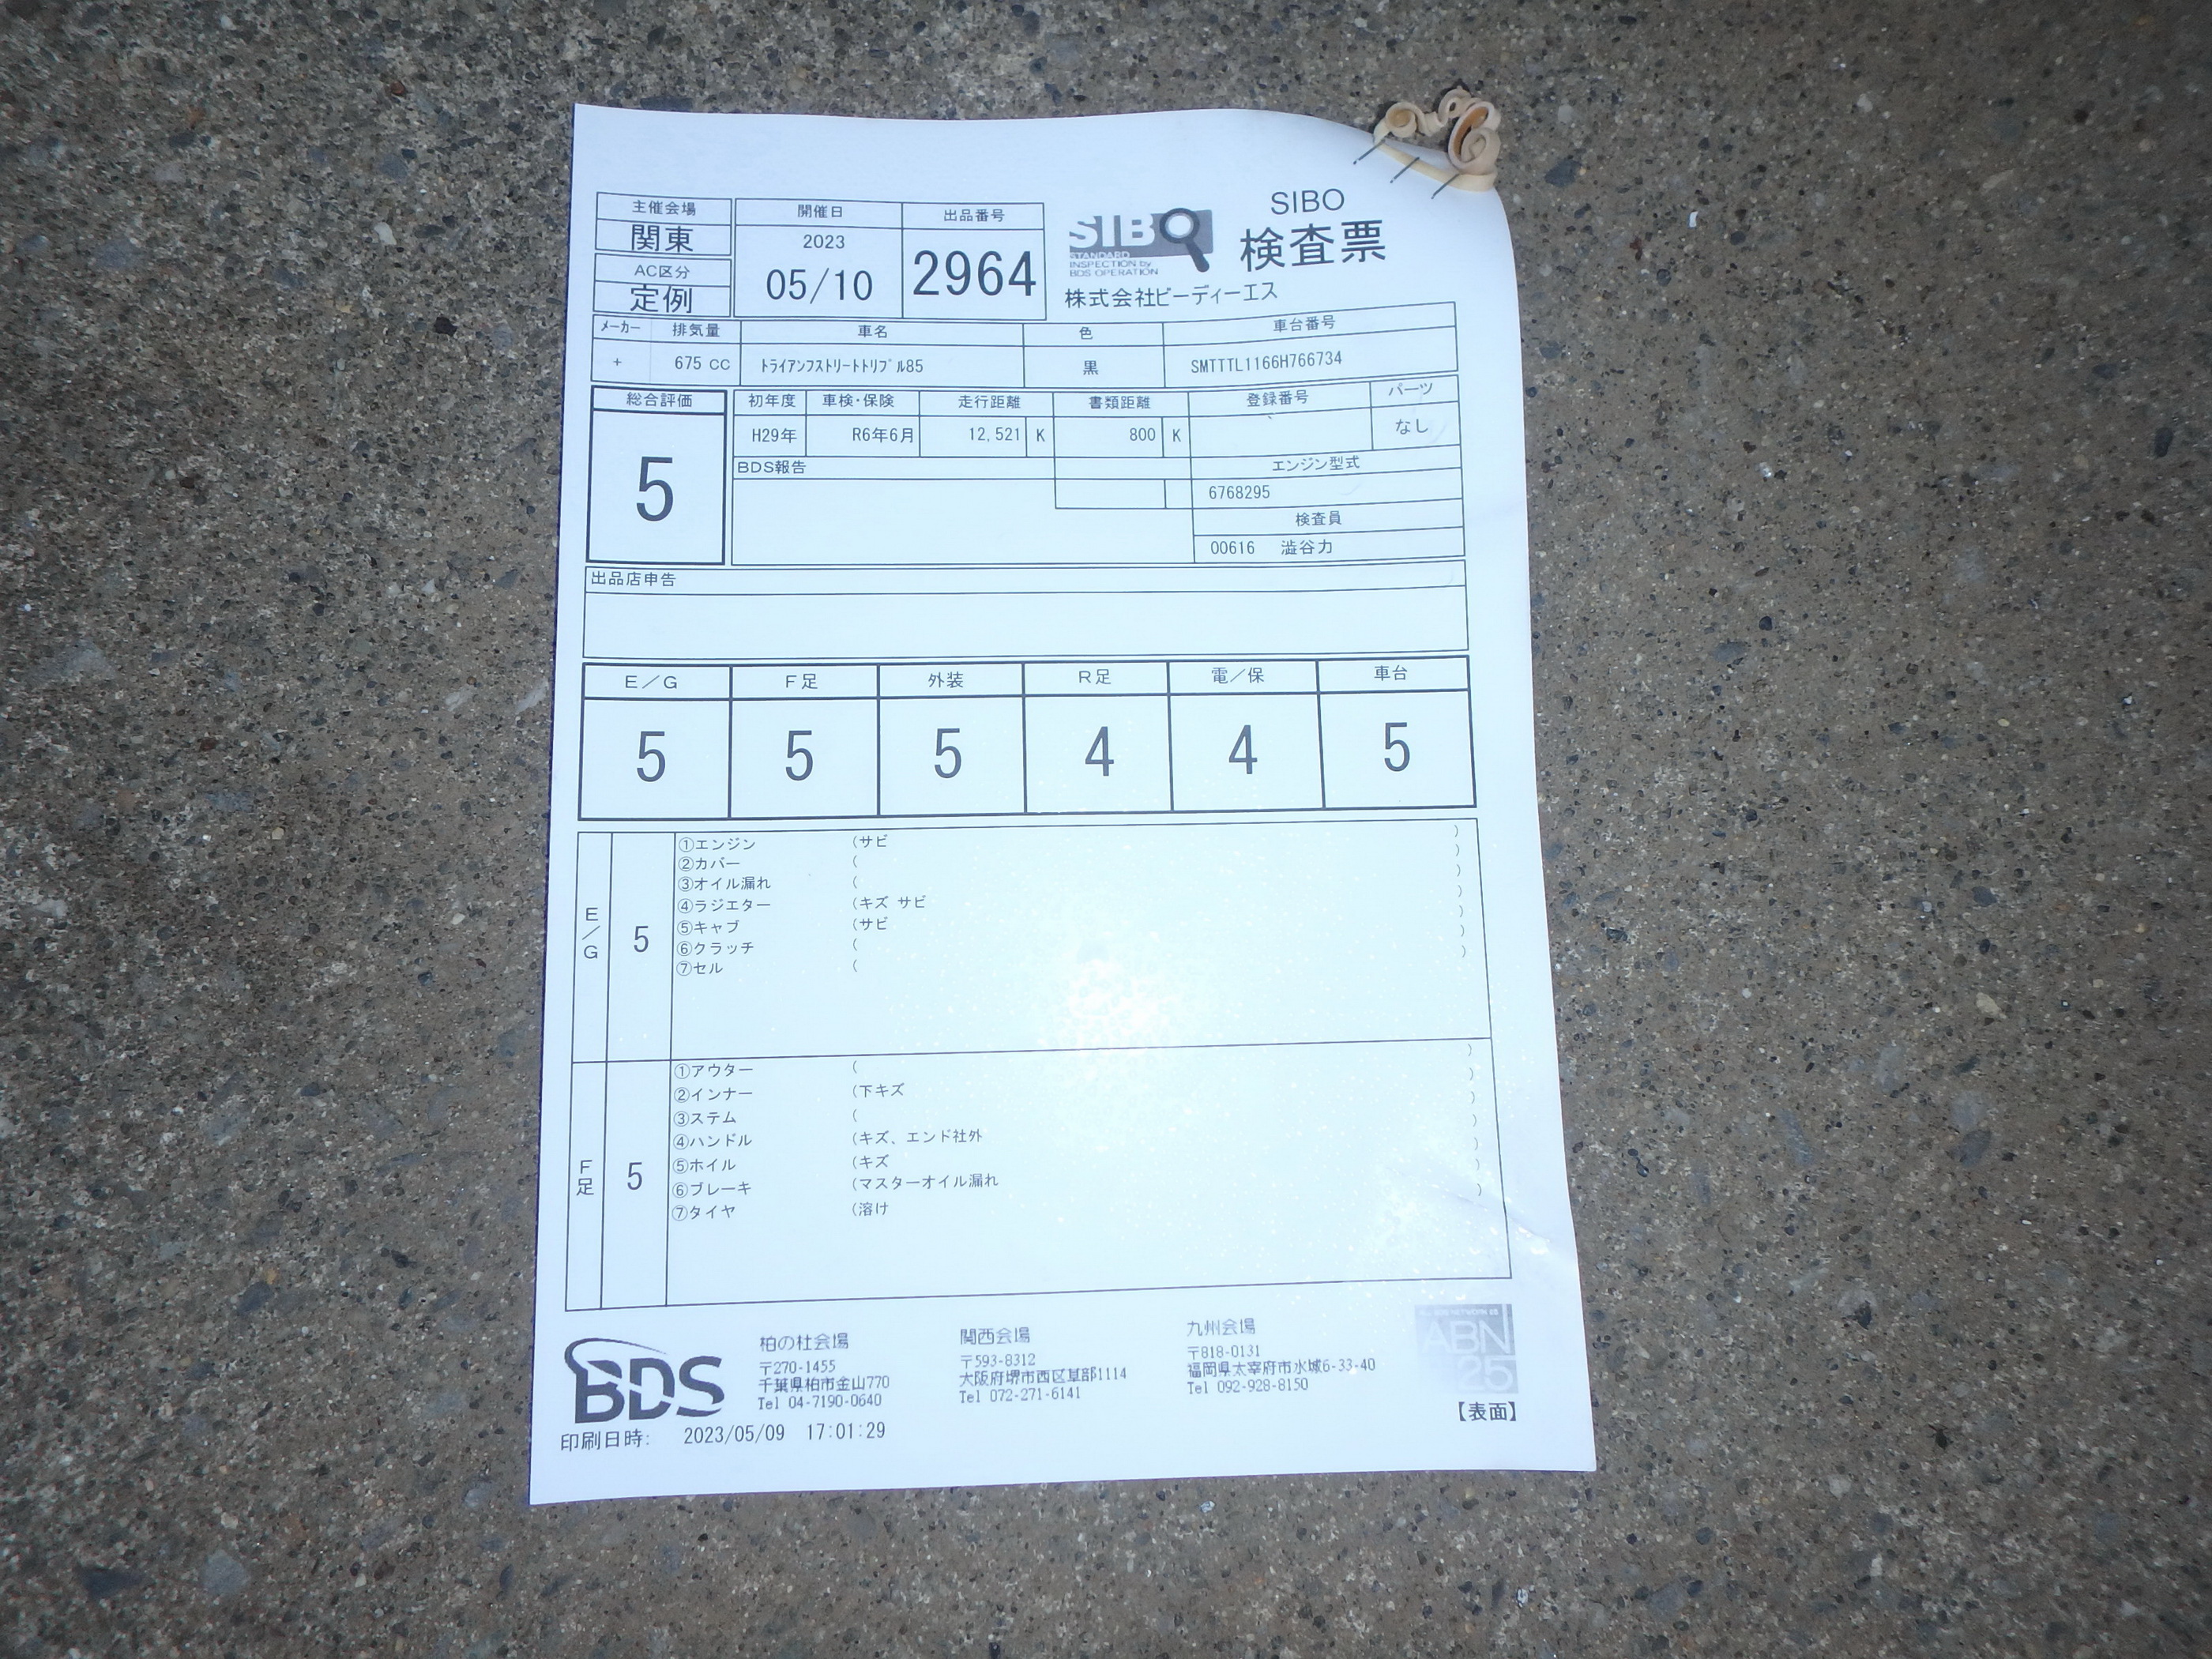 主催会場 開催日 出品番号
関東 2023 05/10 2964
AC区分
定例
SIBO
STANDARD
INSPECTION by
BDS OPERATION
SIBO
検査票
株式会社ビーディーエス
メーカー 排気量 車名 色 車台番号
+ 675 CC トライアンフストリートトリプル85 黒 SMTTTL1166H766734
総合評価 初年度 車検・保険 走行距離 書類距離 登録番号 パーツ
5 H29年 R6年6月 12,521 K 800 K なし
BDS報告 エンジン型式
6768295
検査員
00616 澁谷力
出品店申告
E/G F足 外装 R足 電/保 車台
5 5 5 4 4 5
E/G 5
①エンジン (サビ )
②カバー ( )
③オイル漏れ ( )
④ラジエター (キズ サビ )
⑤キャブ (サビ )
⑥クラッチ ( )
⑦セル ( )
F足 5
①アウター ( )
②インナー (下キズ )
③ステム ( )
④ハンドル (キズ、エンド社外 )
⑤ホイル (キズ )
⑥ブレーキ (マスターオイル漏れ )
⑦タイヤ (溶け )
BDS
柏の杜会場
〒270-1455
千葉県柏市金山770
Tel 04-7190-0640
関西会場
〒593-8312
大阪府堺市西区草部1114
Tel 072-271-6141
九州会場
〒818-0131
福岡県太宰府市水城6-33-40
Tel 092-928-8150
ABN
25
【表面】
印刷日時: 2023/05/09 17:01:29